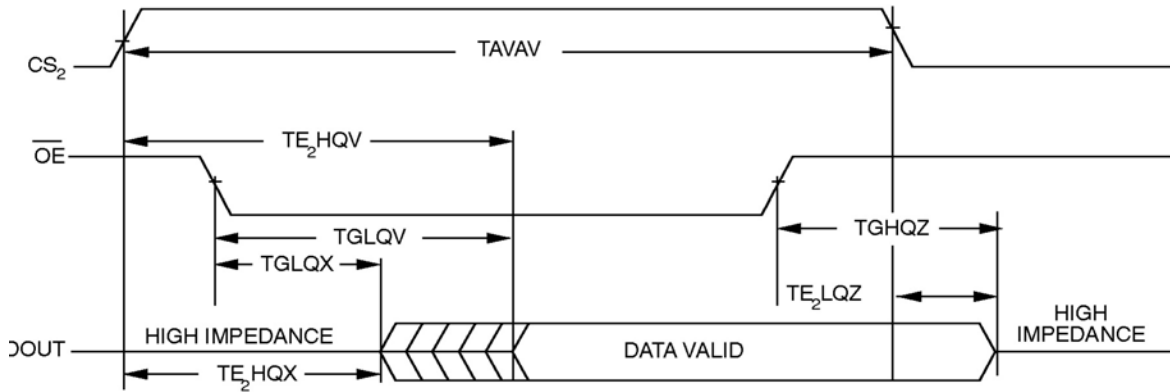 TAVAV
CS₂
TE₂HQV
OE
TGHQZ
TGLQV
TGLQX
TE₂LQZ
HIGH IMPEDANCE
HIGH
IMPEDANCE
DOUT
DATA VALID
TE₂HQX